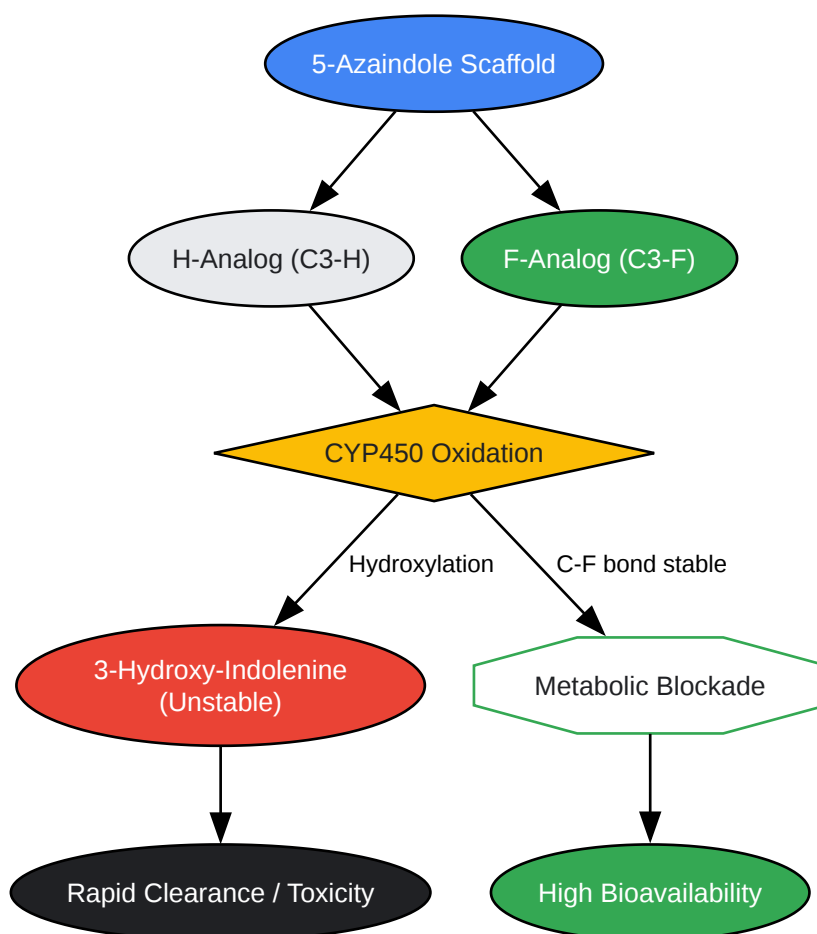 5-Azaindole Scaffold
H-Analog (C3-H)
F-Analog (C3-F)
CYP450 Oxidation
Hydroxylation
C-F bond stable
3-Hydroxy-Indolenine
(Unstable)
Metabolic Blockade
Rapid Clearance / Toxicity
High Bioavailability